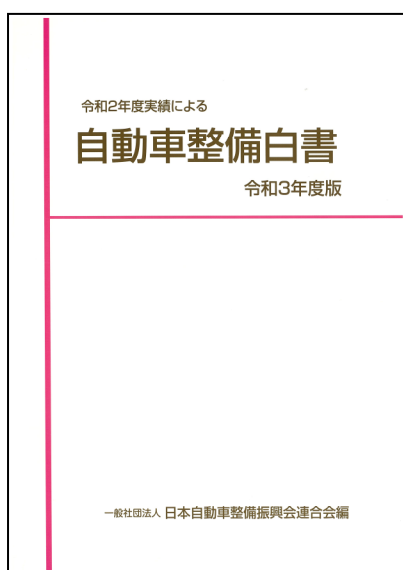 令和2年度実績による
自動車整備白書
令和3年度版
一般社団法人 日本自動車整備振興会連合会編